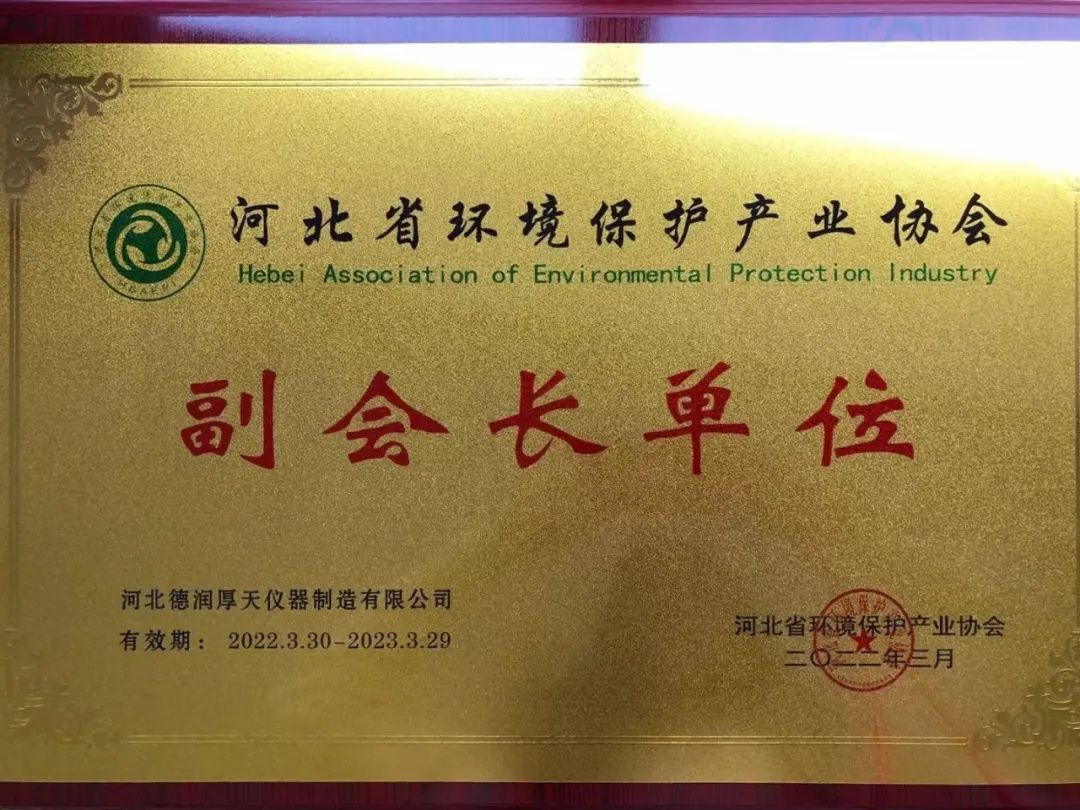 河北省环境保护产业协会
Hebei Association of Environmental Protection Industry
副会长单位
河北德润厚天仪器制造有限公司
有效期：2022.3.30-2023.3.29
河北省环境保护产业协会
二〇二二年三月